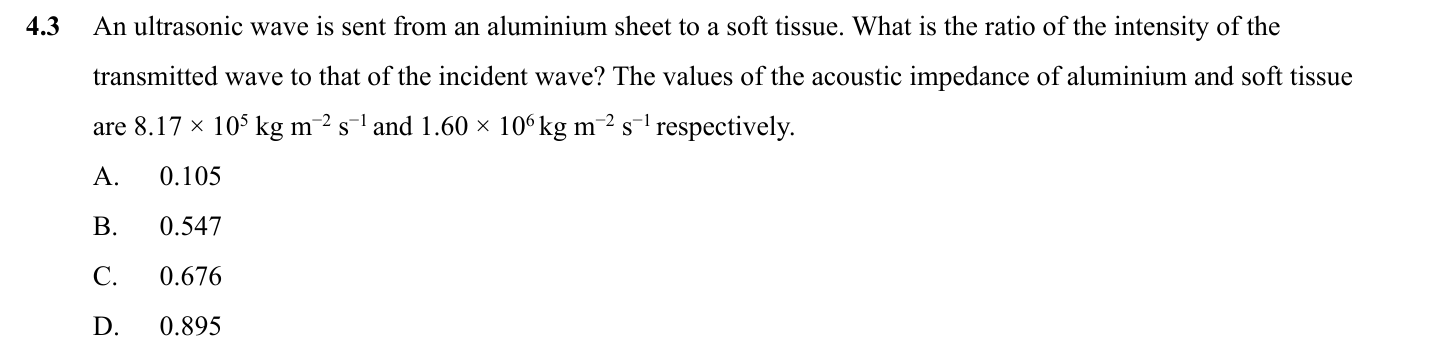 4.3 An ultrasonic wave is sent from an aluminium sheet to a soft tissue. What is the ratio of the intensity of the
transmitted wave to that of the incident wave? The values of the acoustic impedance of aluminium and soft tissue
are 8.17 × 10⁵ kg m⁻² s⁻¹ and 1.60 × 10⁶ kg m⁻² s⁻¹ respectively.
A. 0.105
B. 0.547
C. 0.676
D. 0.895